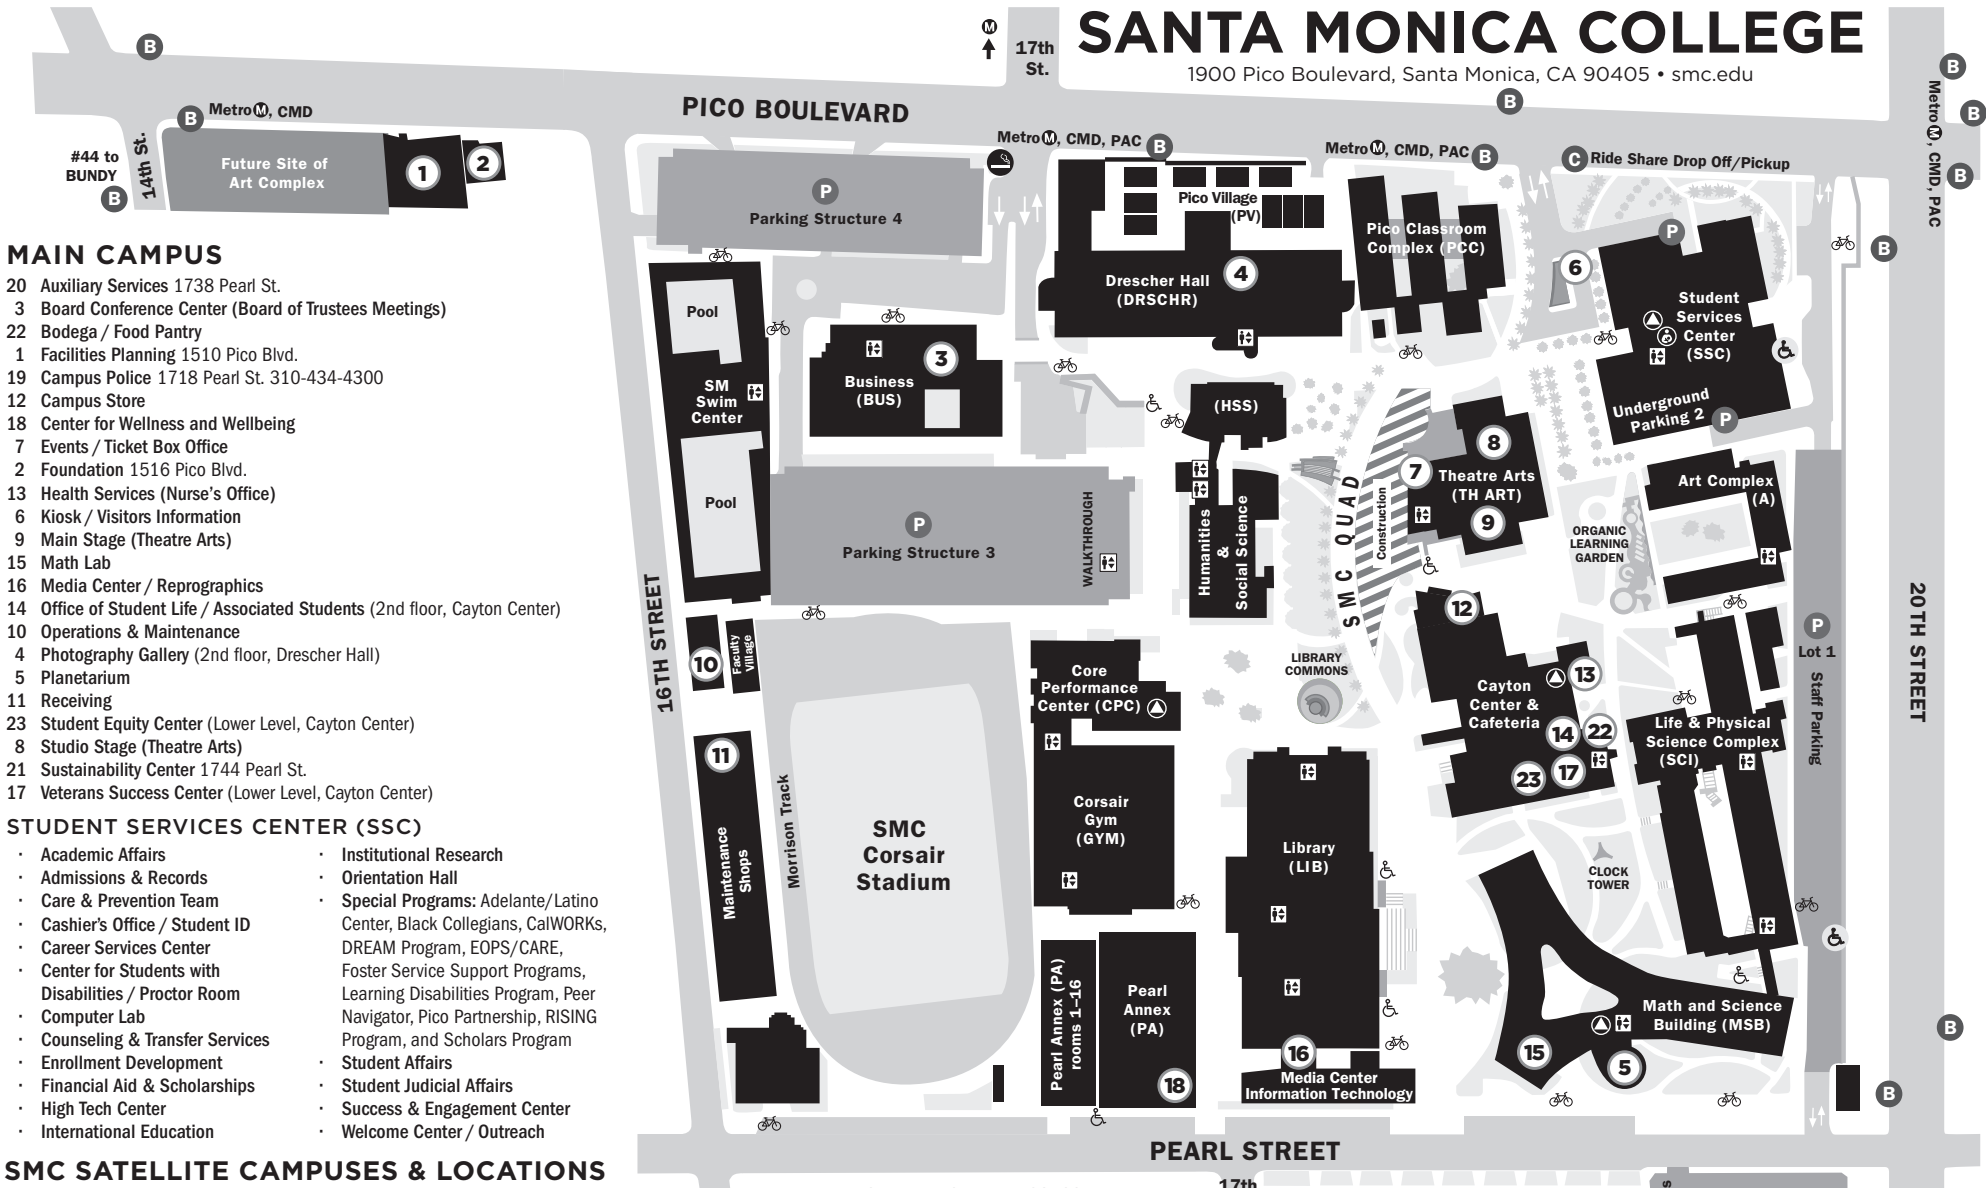 SANTA MONICA COLLEGE
1900 Pico Boulevard, Santa Monica, CA 90405 • smc.edu
M
17th
St.
B
B
B
B
PICO BOULEVARD
B
Metro M, CMD
#44 to
BUNDY
B
14th St.
Future Site of
Art Complex
1
2
Metro M, CMD, PAC
B
Metro M, CMD, PAC
B
C Ride Share Drop Off/Pickup
B
Metro M, CMD, PAC
B
MAIN CAMPUS
20 Auxiliary Services 1738 Pearl St.
3 Board Conference Center (Board of Trustees Meetings)
22 Bodega / Food Pantry
1 Facilities Planning 1510 Pico Blvd.
19 Campus Police 1718 Pearl St. 310-434-4300
12 Campus Store
18 Center for Wellness and Wellbeing
7 Events / Ticket Box Office
2 Foundation 1516 Pico Blvd.
13 Health Services (Nurse's Office)
6 Kiosk / Visitors Information
9 Main Stage (Theatre Arts)
15 Math Lab
16 Media Center / Reprographics
14 Office of Student Life / Associated Students (2nd floor, Cayton Center)
10 Operations & Maintenance
4 Photography Gallery (2nd floor, Drescher Hall)
5 Planetarium
11 Receiving
23 Student Equity Center (Lower Level, Cayton Center)
8 Studio Stage (Theatre Arts)
21 Sustainability Center 1744 Pearl St.
17 Veterans Success Center (Lower Level, Cayton Center)
STUDENT SERVICES CENTER (SSC)
· Academic Affairs
· Admissions & Records
· Care & Prevention Team
· Cashier's Office / Student ID
· Career Services Center
· Center for Students with
Disabilities / Proctor Room
· Computer Lab
· Counseling & Transfer Services
· Enrollment Development
· Financial Aid & Scholarships
· High Tech Center
· International Education
· Institutional Research
· Orientation Hall
· Special Programs: Adelante/Latino
Center, Black Collegians, CalWORKs,
DREAM Program, EOPS/CARE,
Foster Service Support Programs,
Learning Disabilities Program, Peer
Navigator, Pico Partnership, RISING
Program, and Scholars Program
· Student Affairs
· Student Judicial Affairs
· Success & Engagement Center
· Welcome Center / Outreach
SMC SATELLITE CAMPUSES & LOCATIONS
P
Parking Structure 4
Pico Village
(PV)
Drescher Hall
(DRSCHR)
4
Pico Classroom
Complex (PCC)
6
P
Student
Services
Center
(SSC)
Underground
Parking 2
P
B
Pool
SM
Swim
Center
Pool
Business
(BUS)
3
(HSS)
Humanities
&
Social Science
P
Parking Structure 3
WALKTHROUGH
SMC QUAD
Construction
7
8
Theatre Arts
(TH ART)
9
ORGANIC
LEARNING
GARDEN
Art Complex
(A)
16TH STREET
10
Faculty
Village
11
Maintenance
Shops
Morrison Track
SMC
Corsair
Stadium
Core
Performance
Center (CPC)
Corsair
Gym
(GYM)
LIBRARY
COMMONS
12
Cayton
Center &
Cafeteria
13
14
22
23
17
Life & Physical
Science Complex
(SCI)
P
Lot 1
Staff Parking
20TH STREET
Library
(LIB)
CLOCK
TOWER
Pearl Annex (PA)
rooms 1–16
Pearl
Annex
(PA)
18
16
Media Center
Information Technology
Math and Science
Building (MSB)
15
5
B
B
PEARL STREET
17th